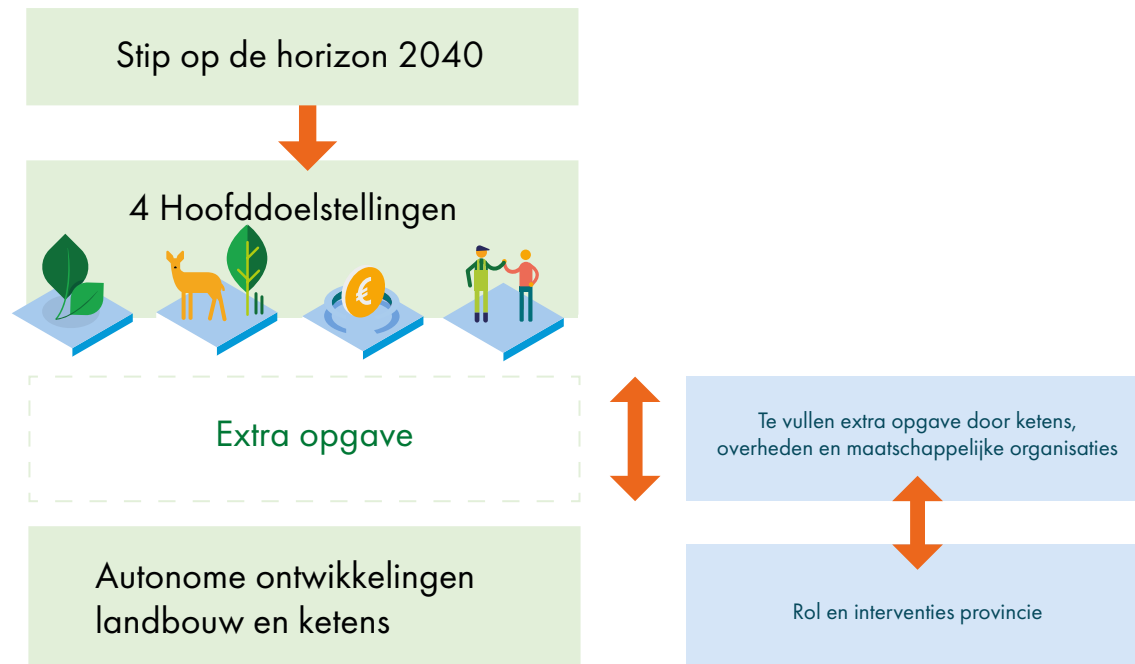 Stip op de horizon 2040
4 Hoofddoelstellingen
€
Extra opgave
Te vullen extra opgave door ketens,
overheden en maatschappelijke organisaties
Autonome ontwikkelingen
landbouw en ketens
Rol en interventies provincie